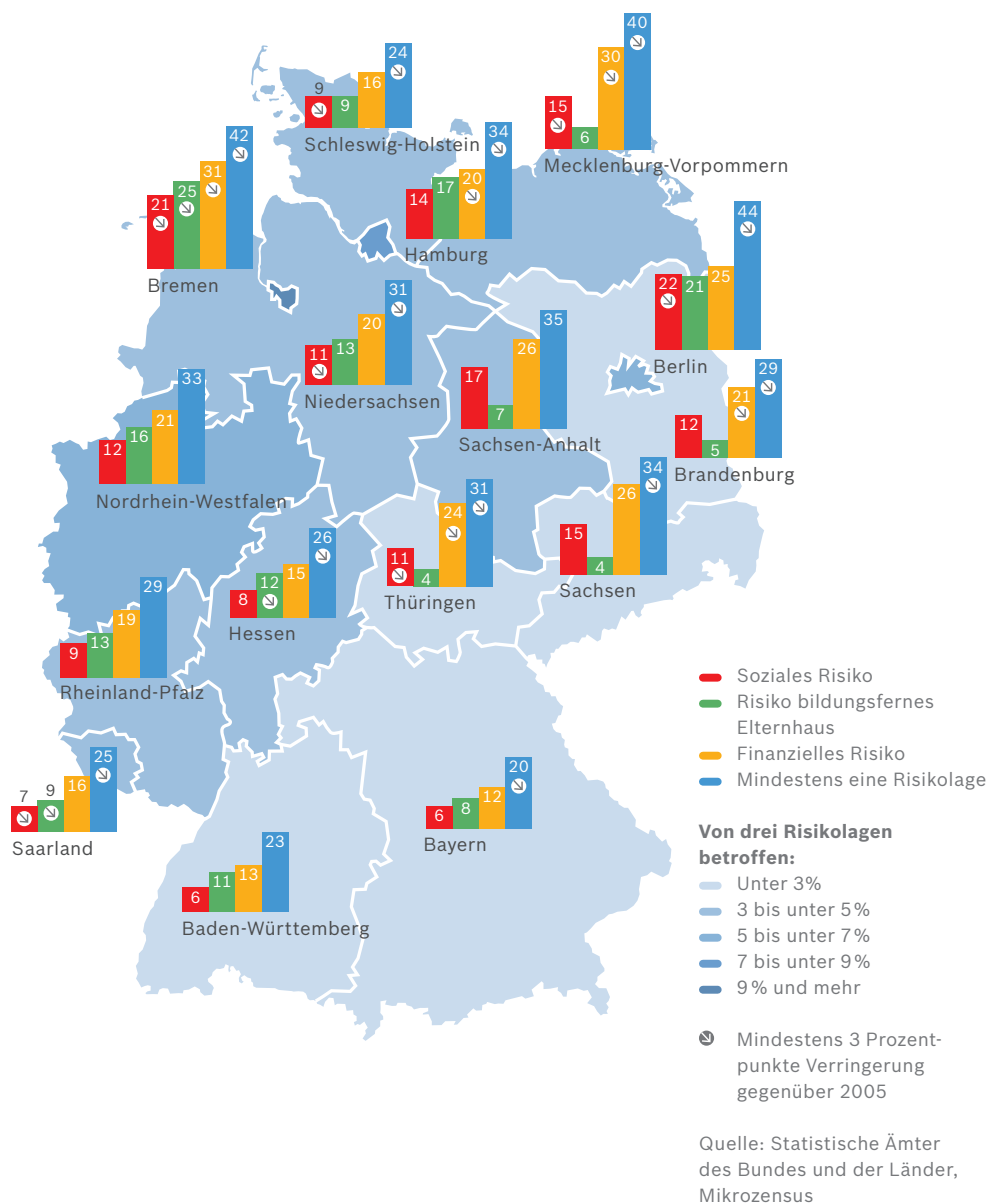 9
9
16
24
Schleswig-Holstein
15
6
30
40
Mecklenburg-Vorpommern
21
25
31
42
Bremen
14
17
20
34
Hamburg
22
21
25
44
Berlin
11
13
20
31
Niedersachsen
17
7
26
35
Sachsen-Anhalt
12
5
21
29
Brandenburg
12
16
21
33
Nordrhein-Westfalen
8
12
15
26
Hessen
11
4
24
31
Thüringen
15
4
26
34
Sachsen
9
13
19
29
Rheinland-Pfalz
7
9
16
25
Saarland
6
11
13
23
Baden-Württemberg
6
8
12
20
Bayern
Soziales Risiko
Risiko bildungsfernes
Elternhaus
Finanzielles Risiko
Mindestens eine Risikolage
Von drei Risikolagen
betroffen:
Unter 3%
3 bis unter 5%
5 bis unter 7%
7 bis unter 9%
9% und mehr
Mindestens 3 Prozent-
punkte Verringerung
gegenüber 2005
Quelle: Statistische Ämter
des Bundes und der Länder,
Mikrozensus